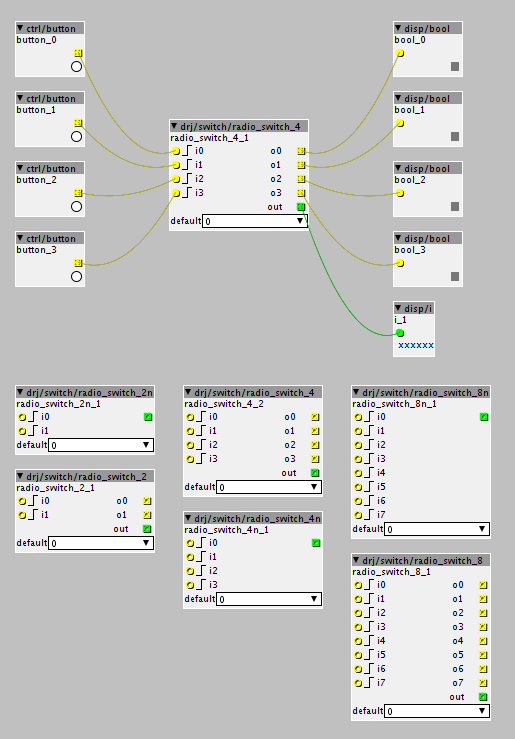 ctrl/button
button_0
ctrl/button
button_1
ctrl/button
button_2
ctrl/button
button_3
drj/switch/radio_switch_4
radio_switch_4_1
i0 o0
i1 o1
i2 o2
i3 o3
out
default 0
disp/bool
bool_0
disp/bool
bool_1
disp/bool
bool_2
disp/bool
bool_3
disp/i
i_1
xxxxxx
drj/switch/radio_switch_2n
radio_switch_2n_1
i0
i1
default 0
drj/switch/radio_switch_2
radio_switch_2_1
i0 o0
i1 o1
out
default 0
drj/switch/radio_switch_4
radio_switch_4_2
i0 o0
i1 o1
i2 o2
i3 o3
out
default 0
drj/switch/radio_switch_4n
radio_switch_4n_1
i0
i1
i2
i3
default 0
drj/switch/radio_switch_8n
radio_switch_8n_1
i0
i1
i2
i3
i4
i5
i6
i7
default 0
drj/switch/radio_switch_8
radio_switch_8_1
i0 o0
i1 o1
i2 o2
i3 o3
i4 o4
i5 o5
i6 o6
i7 o7
out
default 0